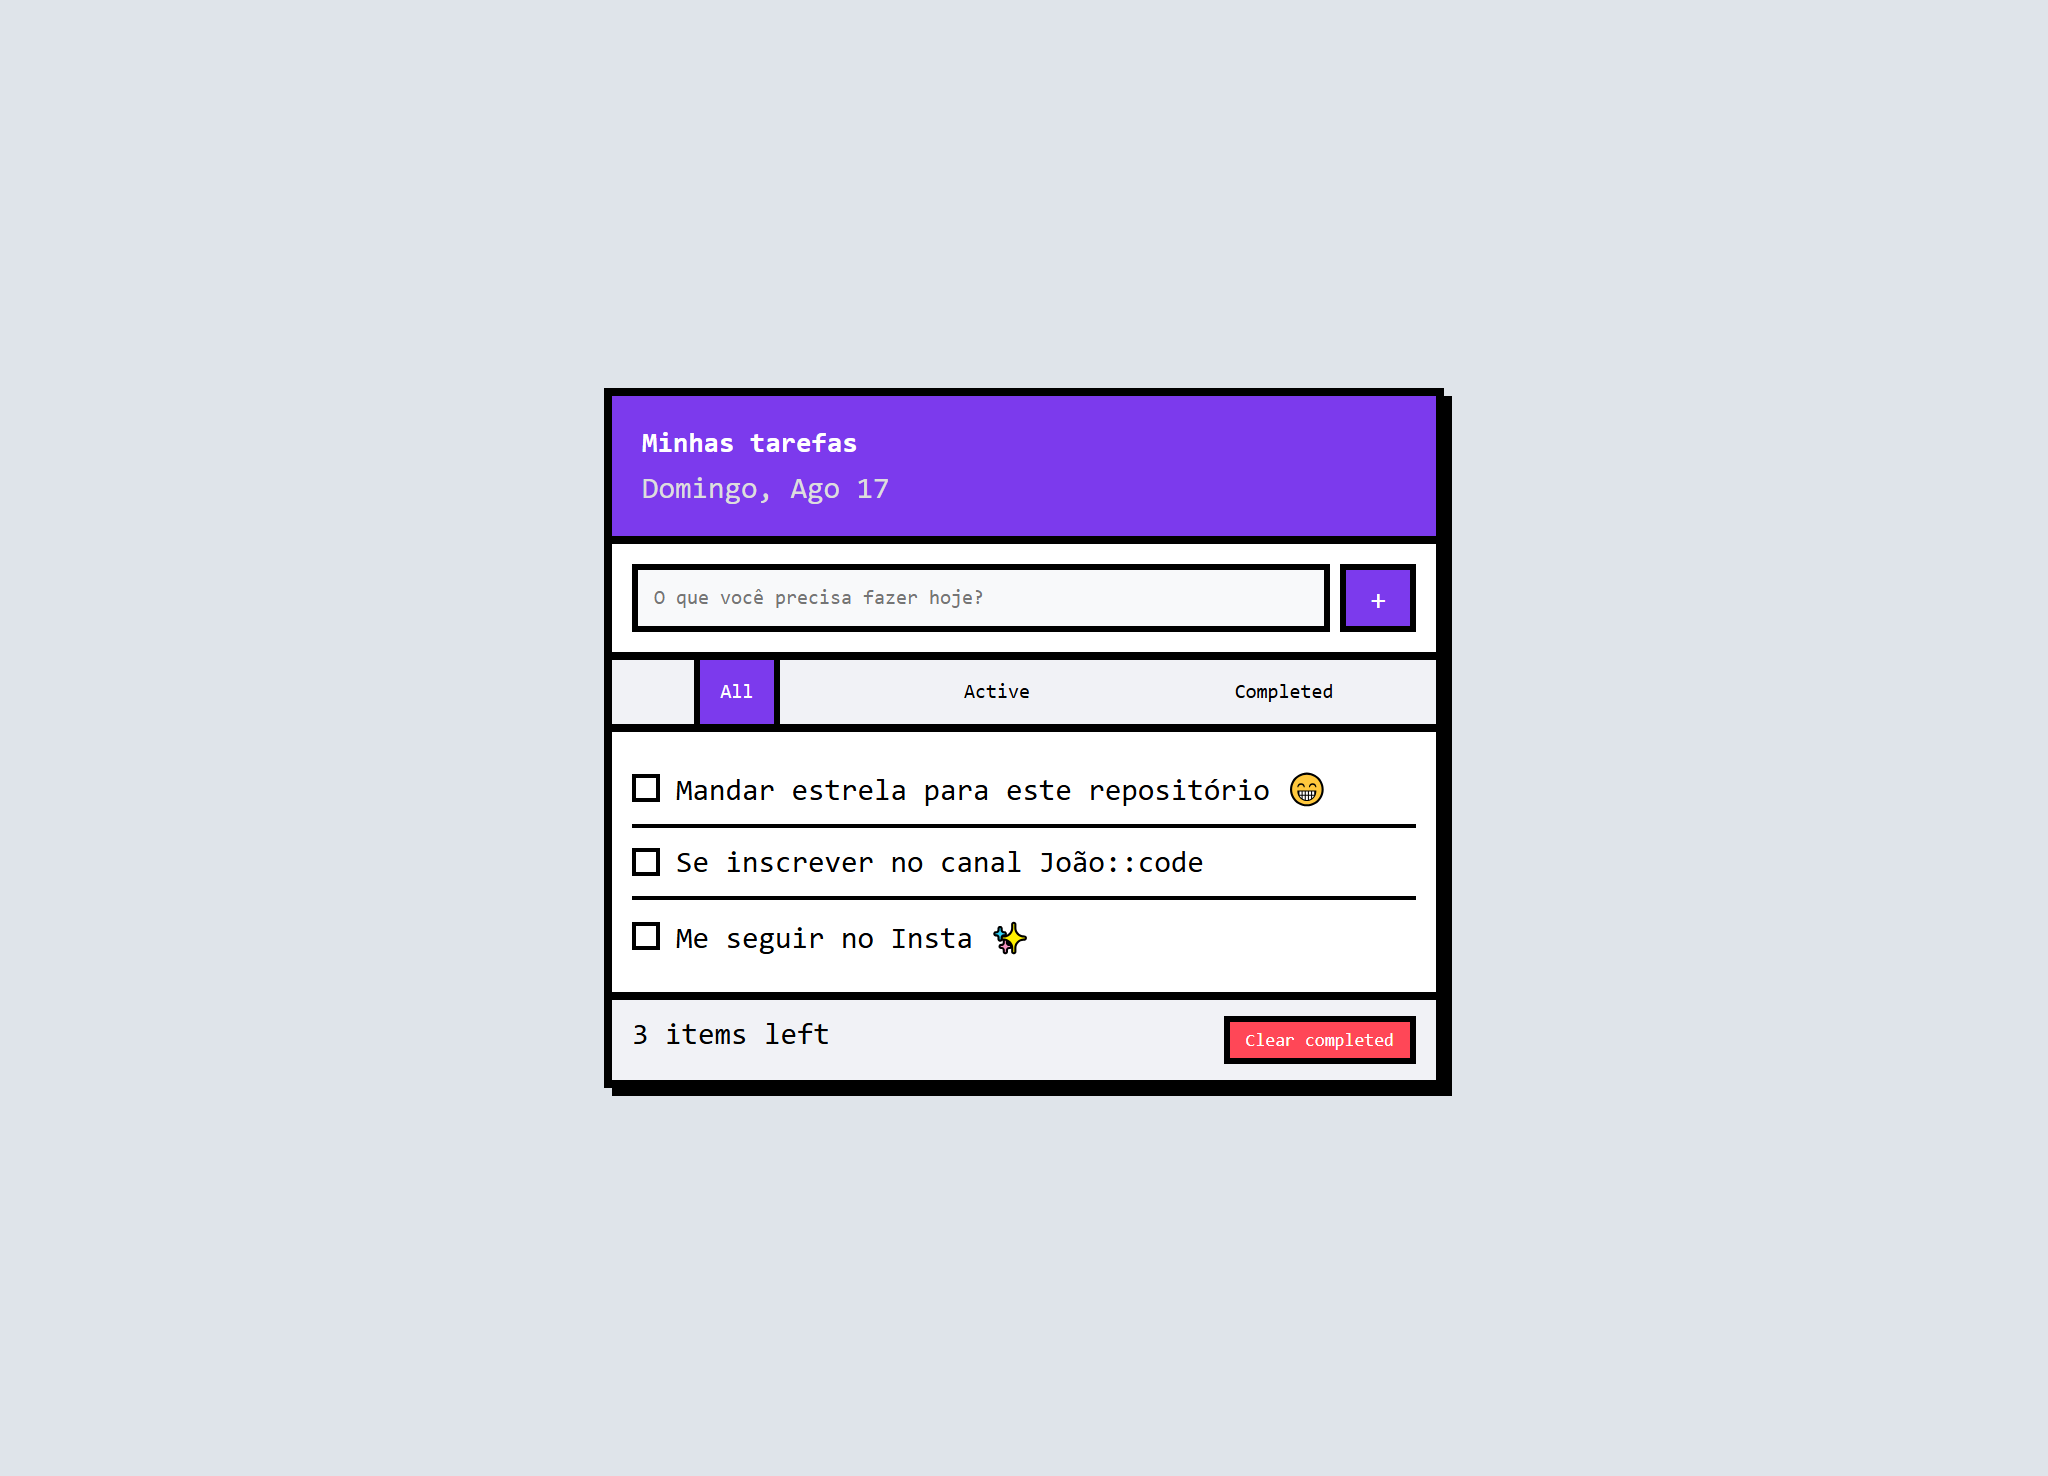 Minhas tarefas
Domingo, Ago 17
O que você precisa fazer hoje?
+
All Active Completed
Mandar estrela para este repositório 😁
Se inscrever no canal João::code
Me seguir no Insta ✨
3 items left Clear completed